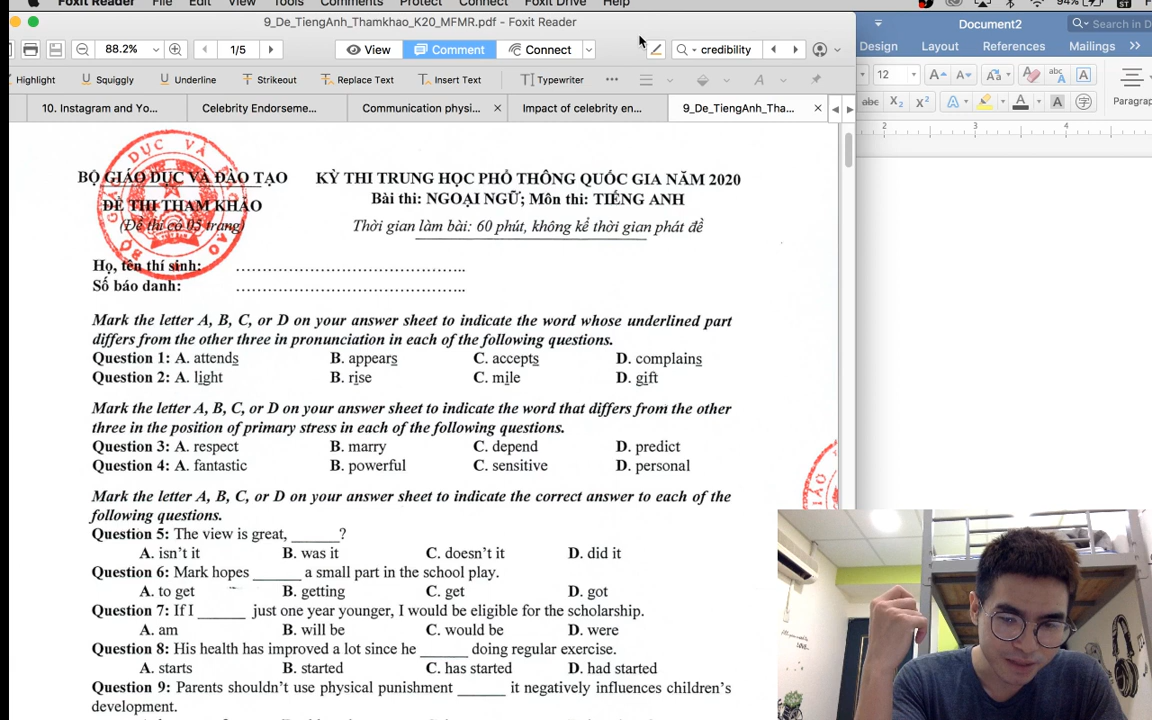 Foxit Reader File Edit View Tools Comments Protect Connect Foxit Drive Help 94% ST
9_De_TiengAnh_Thamkhao_K20_MFMR.pdf - Foxit Reader
Document2 Search in D
88.2% 1/5 View Comment Connect credibility
Design Layout References Mailings
Highlight Squiggly Underline Strikeout Replace Text Insert Text Typewriter
12
Paragrap
10. Instagram and Yo... Celebrity Endorseme... Communication physi... Impact of celebrity en... 9_De_TiengAnh_Tha...
2 3 4
BỘ GIÁO DỤC VÀ ĐÀO TẠO
ĐỀ THI THAM KHẢO
(Đề thi có 05 trang)
KỲ THI TRUNG HỌC PHỔ THÔNG QUỐC GIA NĂM 2020
Bài thi: NGOẠI NGỮ; Môn thi: TIẾNG ANH
Thời gian làm bài: 60 phút, không kể thời gian phát đề
Họ, tên thí sinh: ………………………………..
Số báo danh: ………………………………..
Mark the letter A, B, C, or D on your answer sheet to indicate the word whose underlined part
differs from the other three in pronunciation in each of the following questions.
Question 1: A. attends B. appears C. accepts D. complains
Question 2: A. light B. rise C. mile D. gift
Mark the letter A, B, C, or D on your answer sheet to indicate the word that differs from the other
three in the position of primary stress in each of the following questions.
Question 3: A. respect B. marry C. depend D. predict
Question 4: A. fantastic B. powerful C. sensitive D. personal
Mark the letter A, B, C, or D on your answer sheet to indicate the correct answer to each of the
following questions.
Question 5: The view is great, ______?
A. isn't it B. was it C. doesn't it D. did it
Question 6: Mark hopes ______ a small part in the school play.
A. to get B. getting C. get D. got
Question 7: If I ______ just one year younger, I would be eligible for the scholarship.
A. am B. will be C. would be D. were
Question 8: His health has improved a lot since he ______ doing regular exercise.
A. starts B. started C. has started D. had started
Question 9: Parents shouldn't use physical punishment ______ it negatively influences children's
development.